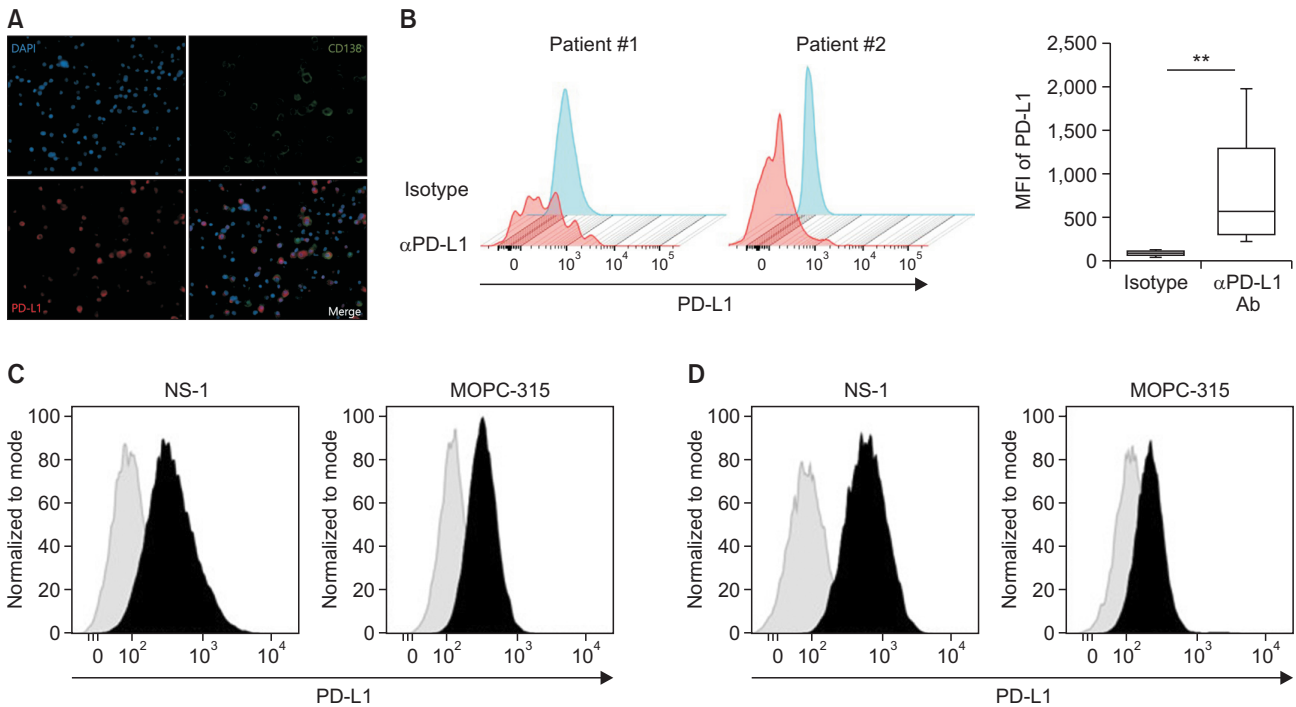 A
DAPI
CD138
PD-L1
Merge
B
Patient #1
Patient #2
Isotype
αPD-L1
0 10³ 10⁴ 10⁵
0 10³ 10⁴ 10⁵
PD-L1
MFI of PD-L1
2,500
2,000
1,500
1,000
500
0
**
Isotype
αPD-L1
Ab
C
NS-1
Normalized to mode
100
80
60
40
20
0
0 10² 10³ 10⁴
MOPC-315
Normalized to mode
100
80
60
40
20
0
0 10² 10³ 10⁴
PD-L1
D
NS-1
Normalized to mode
100
80
60
40
20
0
0 10² 10³ 10⁴
MOPC-315
Normalized to mode
100
80
60
40
20
0
0 10² 10³ 10⁴
PD-L1